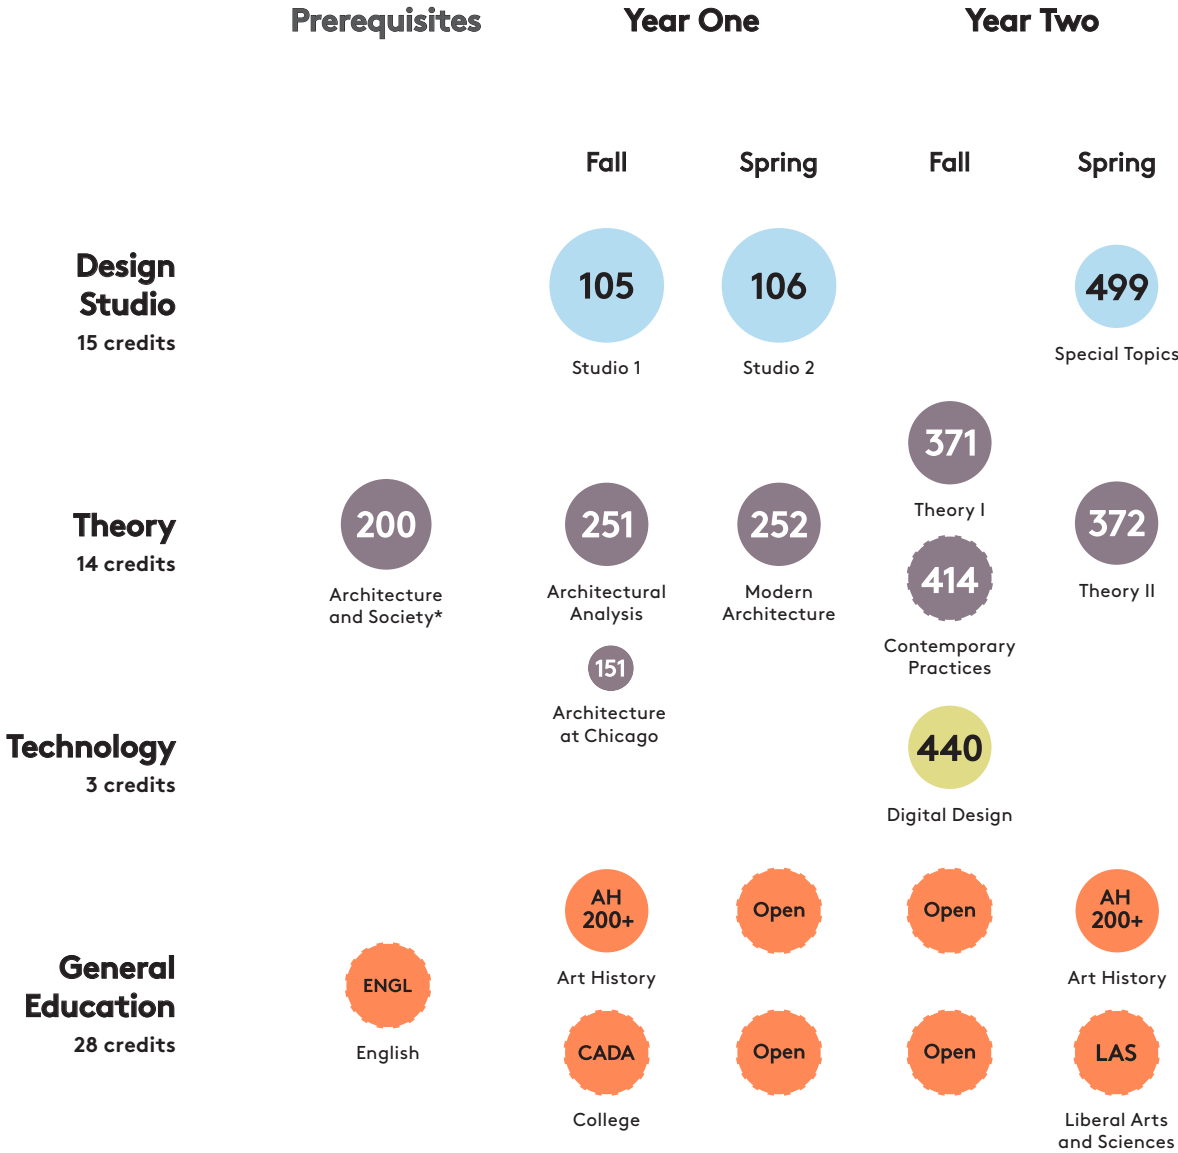 Prerequisites
Year One
Year Two
Fall
Spring
Fall
Spring
Design
Studio
15 credits
105
Studio 1
106
Studio 2
499
Special Topics
Theory
14 credits
200
Architecture
and Society*
251
Architectural
Analysis
151
Architecture
at Chicago
252
Modern
Architecture
371
Theory I
414
Contemporary
Practices
372
Theory II
Technology
3 credits
440
Digital Design
General
Education
28 credits
ENGL
English
AH
200+
Art History
Open
Open
AH
200+
Art History
CADA
College
Open
Open
LAS
Liberal Arts
and Sciences